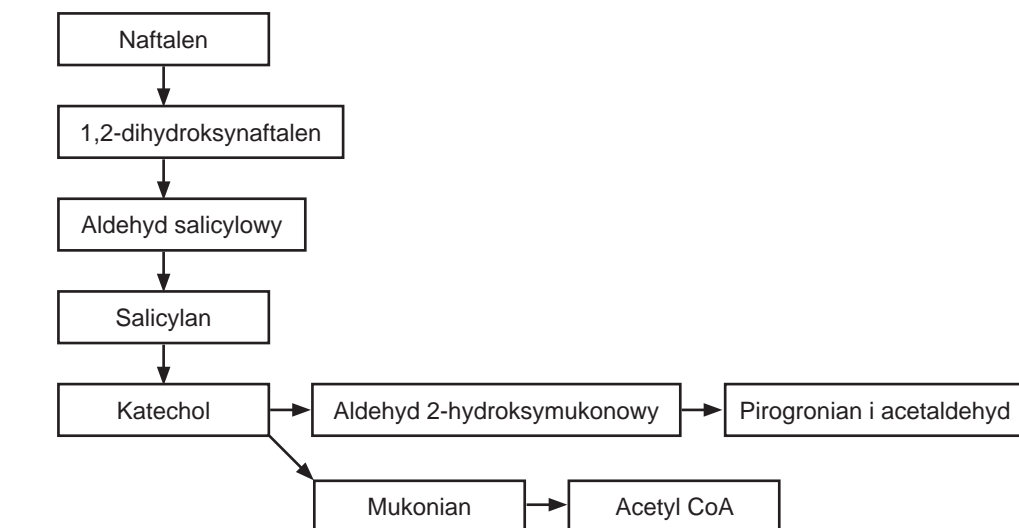 Naftalen
1,2-dihydroksynaftalen
Aldehyd salicylowy
Salicylan
Katechol
Aldehyd 2-hydroksymukonowy
Pirogronian i acetaldehyd
Mukonian
Acetyl CoA